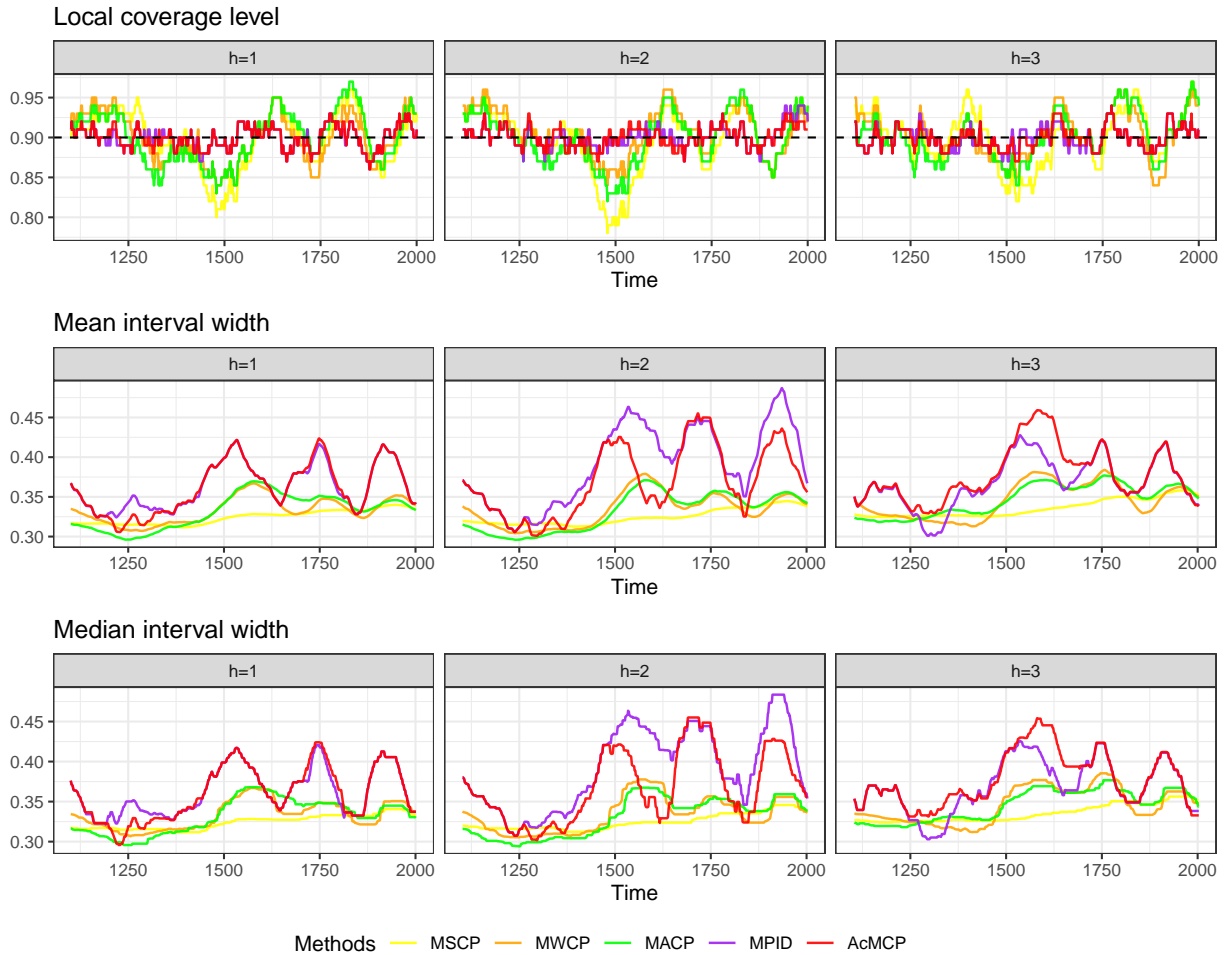 Local coverage level
h=1 h=2 h=3
0.95
0.90
0.85
0.80
1250 1500 1750 2000 1250 1500 1750 2000 1250 1500 1750 2000
Time
Mean interval width
h=1 h=2 h=3
0.45
0.40
0.35
0.30
1250 1500 1750 2000 1250 1500 1750 2000 1250 1500 1750 2000
Time
Median interval width
h=1 h=2 h=3
0.45
0.40
0.35
0.30
1250 1500 1750 2000 1250 1500 1750 2000 1250 1500 1750 2000
Time
Methods MSCP MWCP MACP MPID AcMCP